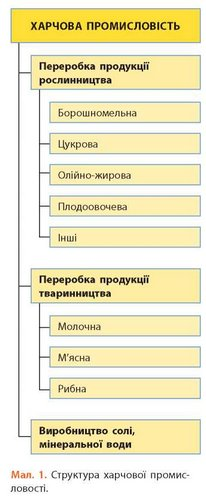 ХАРЧОВА ПРОМИСЛОВІСТЬ
Переробка продукції
рослинництва
Борошномельна
Цукрова
Олійно-жирова
Плодоовочева
Інші
Переробка продукції
тваринництва
Молочна
М'ясна
Рибна
Виробництво солі,
мінеральної води
Мал. 1. Структура харчової промис-
ловості.